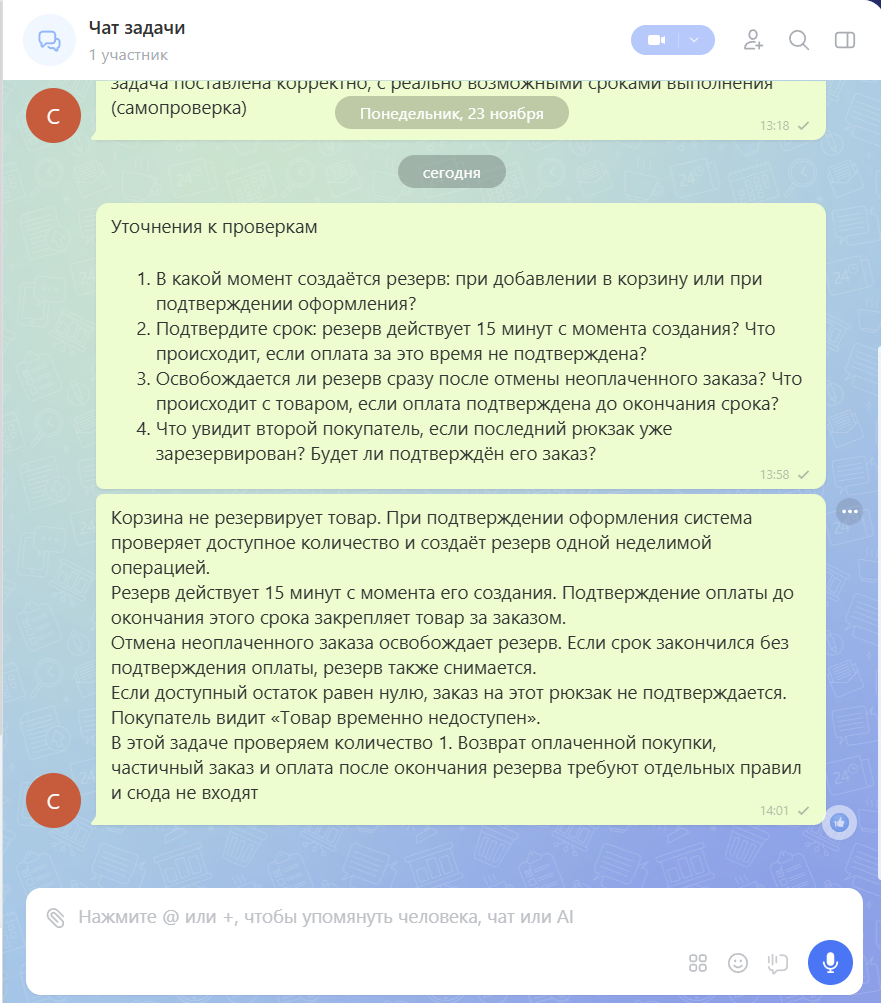 Чат задачи
1 участник
задача поставлена корректно, с реально возможными сроками выполнения
(самопроверка)
Понедельник, 23 ноября
13:18
С
сегодня
Уточнения к проверкам
1. В какой момент создаётся резерв: при добавлении в корзину или при
подтверждении оформления?
2. Подтвердите срок: резерв действует 15 минут с момента создания? Что
происходит, если оплата за это время не подтверждена?
3. Освобождается ли резерв сразу после отмены неоплаченного заказа? Что
происходит с товаром, если оплата подтверждена до окончания срока?
4. Что увидит второй покупатель, если последний рюкзак уже
зарезервирован? Будет ли подтверждён его заказ?
13:58
Корзина не резервирует товар. При подтверждении оформления система
проверяет доступное количество и создаёт резерв одной неделимой
операцией.
Резерв действует 15 минут с момента его создания. Подтверждение оплаты до
окончания этого срока закрепляет товар за заказом.
Отмена неоплаченного заказа освобождает резерв. Если срок закончился без
подтверждения оплаты, резерв также снимается.
Если доступный остаток равен нулю, заказ на этот рюкзак не подтверждается.
Покупатель видит «Товар временно недоступен».
В этой задаче проверяем количество 1. Возврат оплаченной покупки,
частичный заказ и оплата после окончания резерва требуют отдельных правил
и сюда не входят
14:01
С
Нажмите @ или +, чтобы упомянуть человека, чат или AI